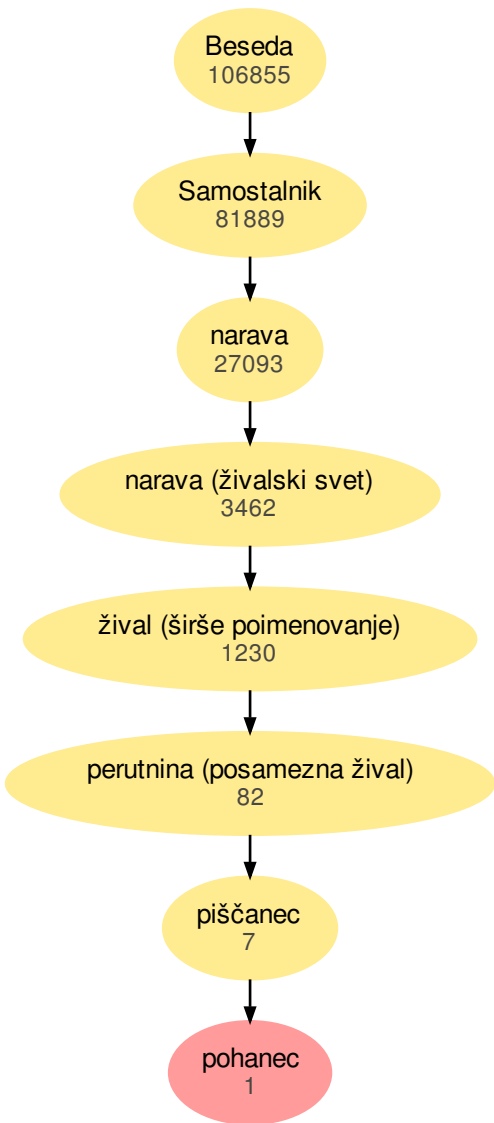 Beseda
106855
Samostalnik
81889
narava
27093
narava (živalski svet)
3462
žival (širše poimenovanje)
1230
perutnina (posamezna žival)
82
piščanec
7
pohanec
1